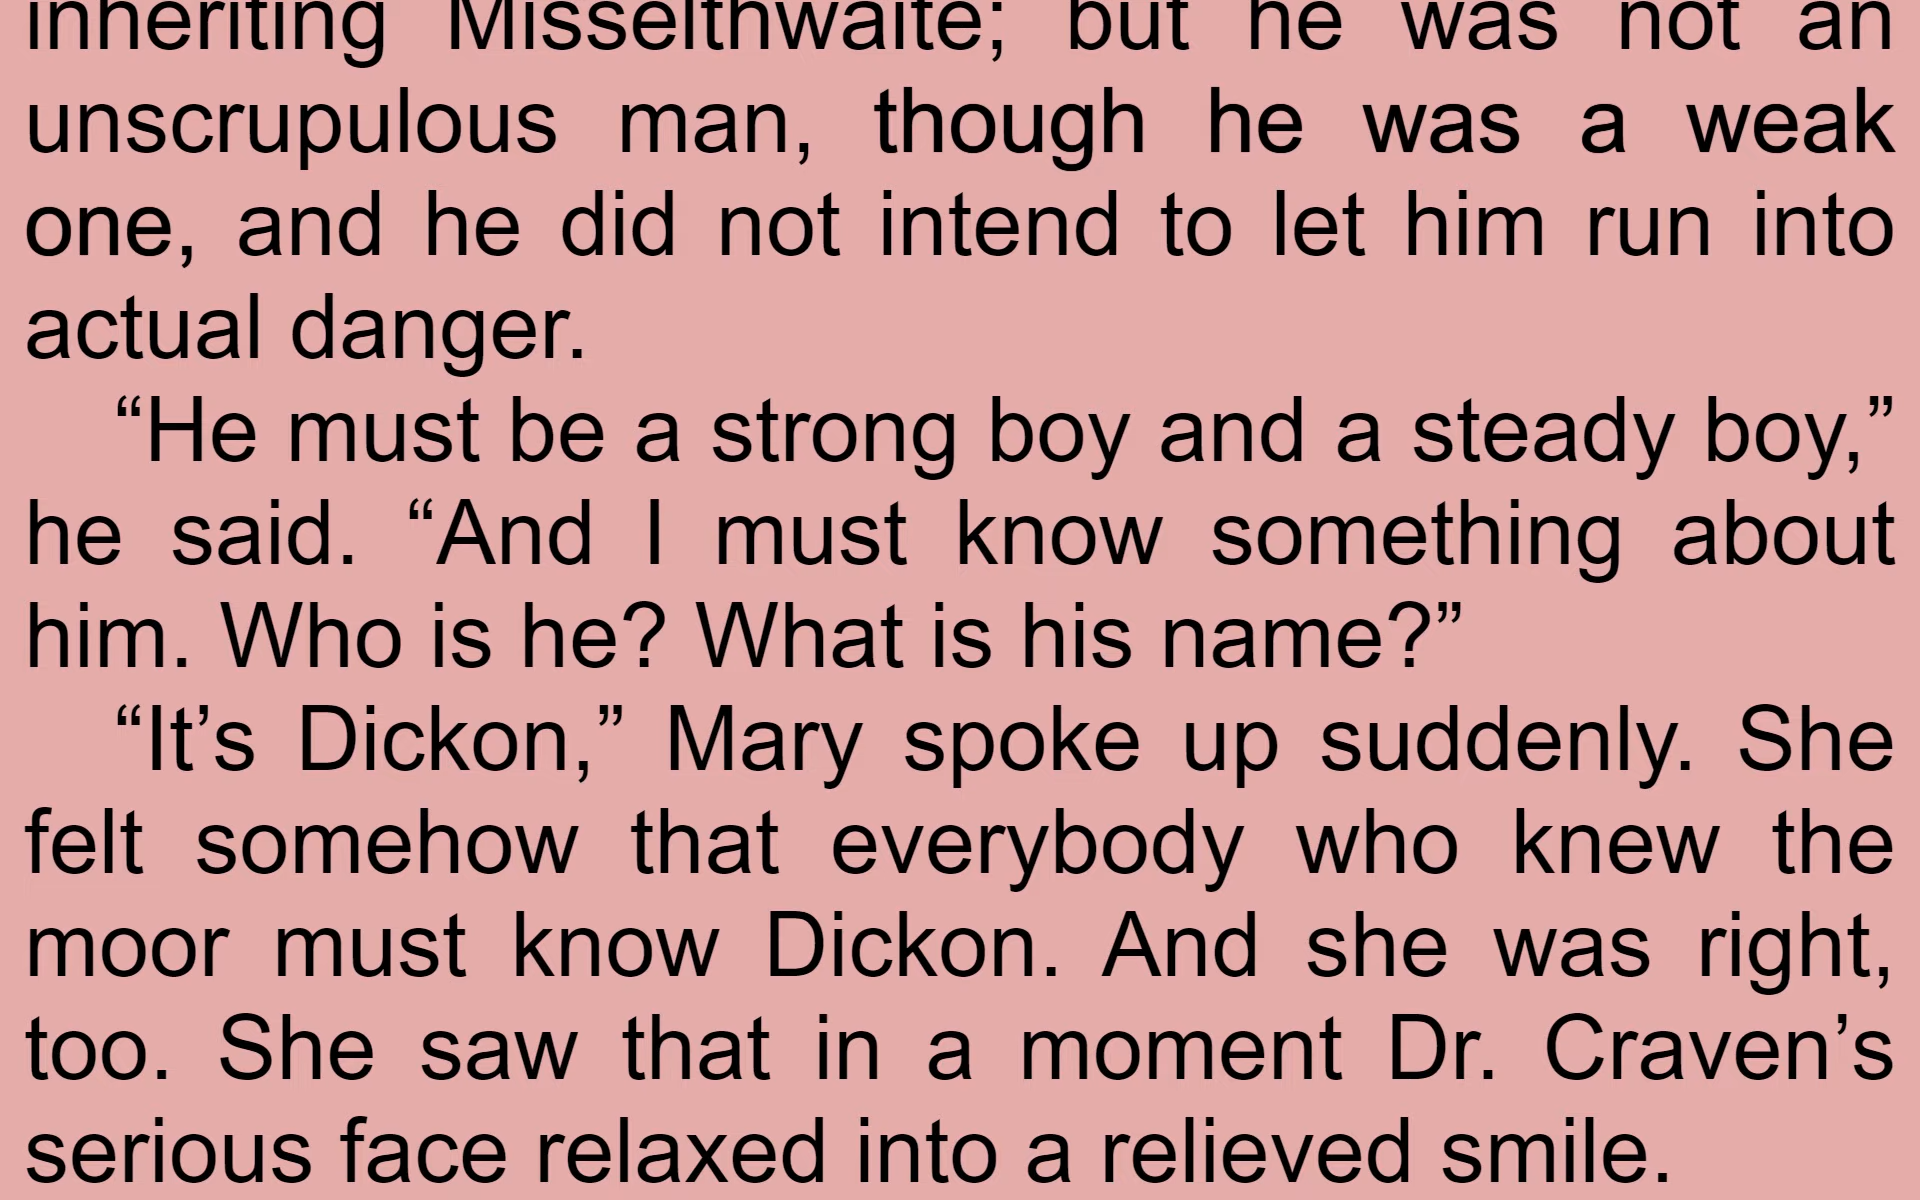 inheriting Misselthwaite; but he was not an
unscrupulous man, though he was a weak
one, and he did not intend to let him run into
actual danger.
“He must be a strong boy and a steady boy,”
he said. “And I must know something about
him. Who is he? What is his name?”
“It’s Dickon,” Mary spoke up suddenly. She
felt somehow that everybody who knew the
moor must know Dickon. And she was right,
too. She saw that in a moment Dr. Craven’s
serious face relaxed into a relieved smile.